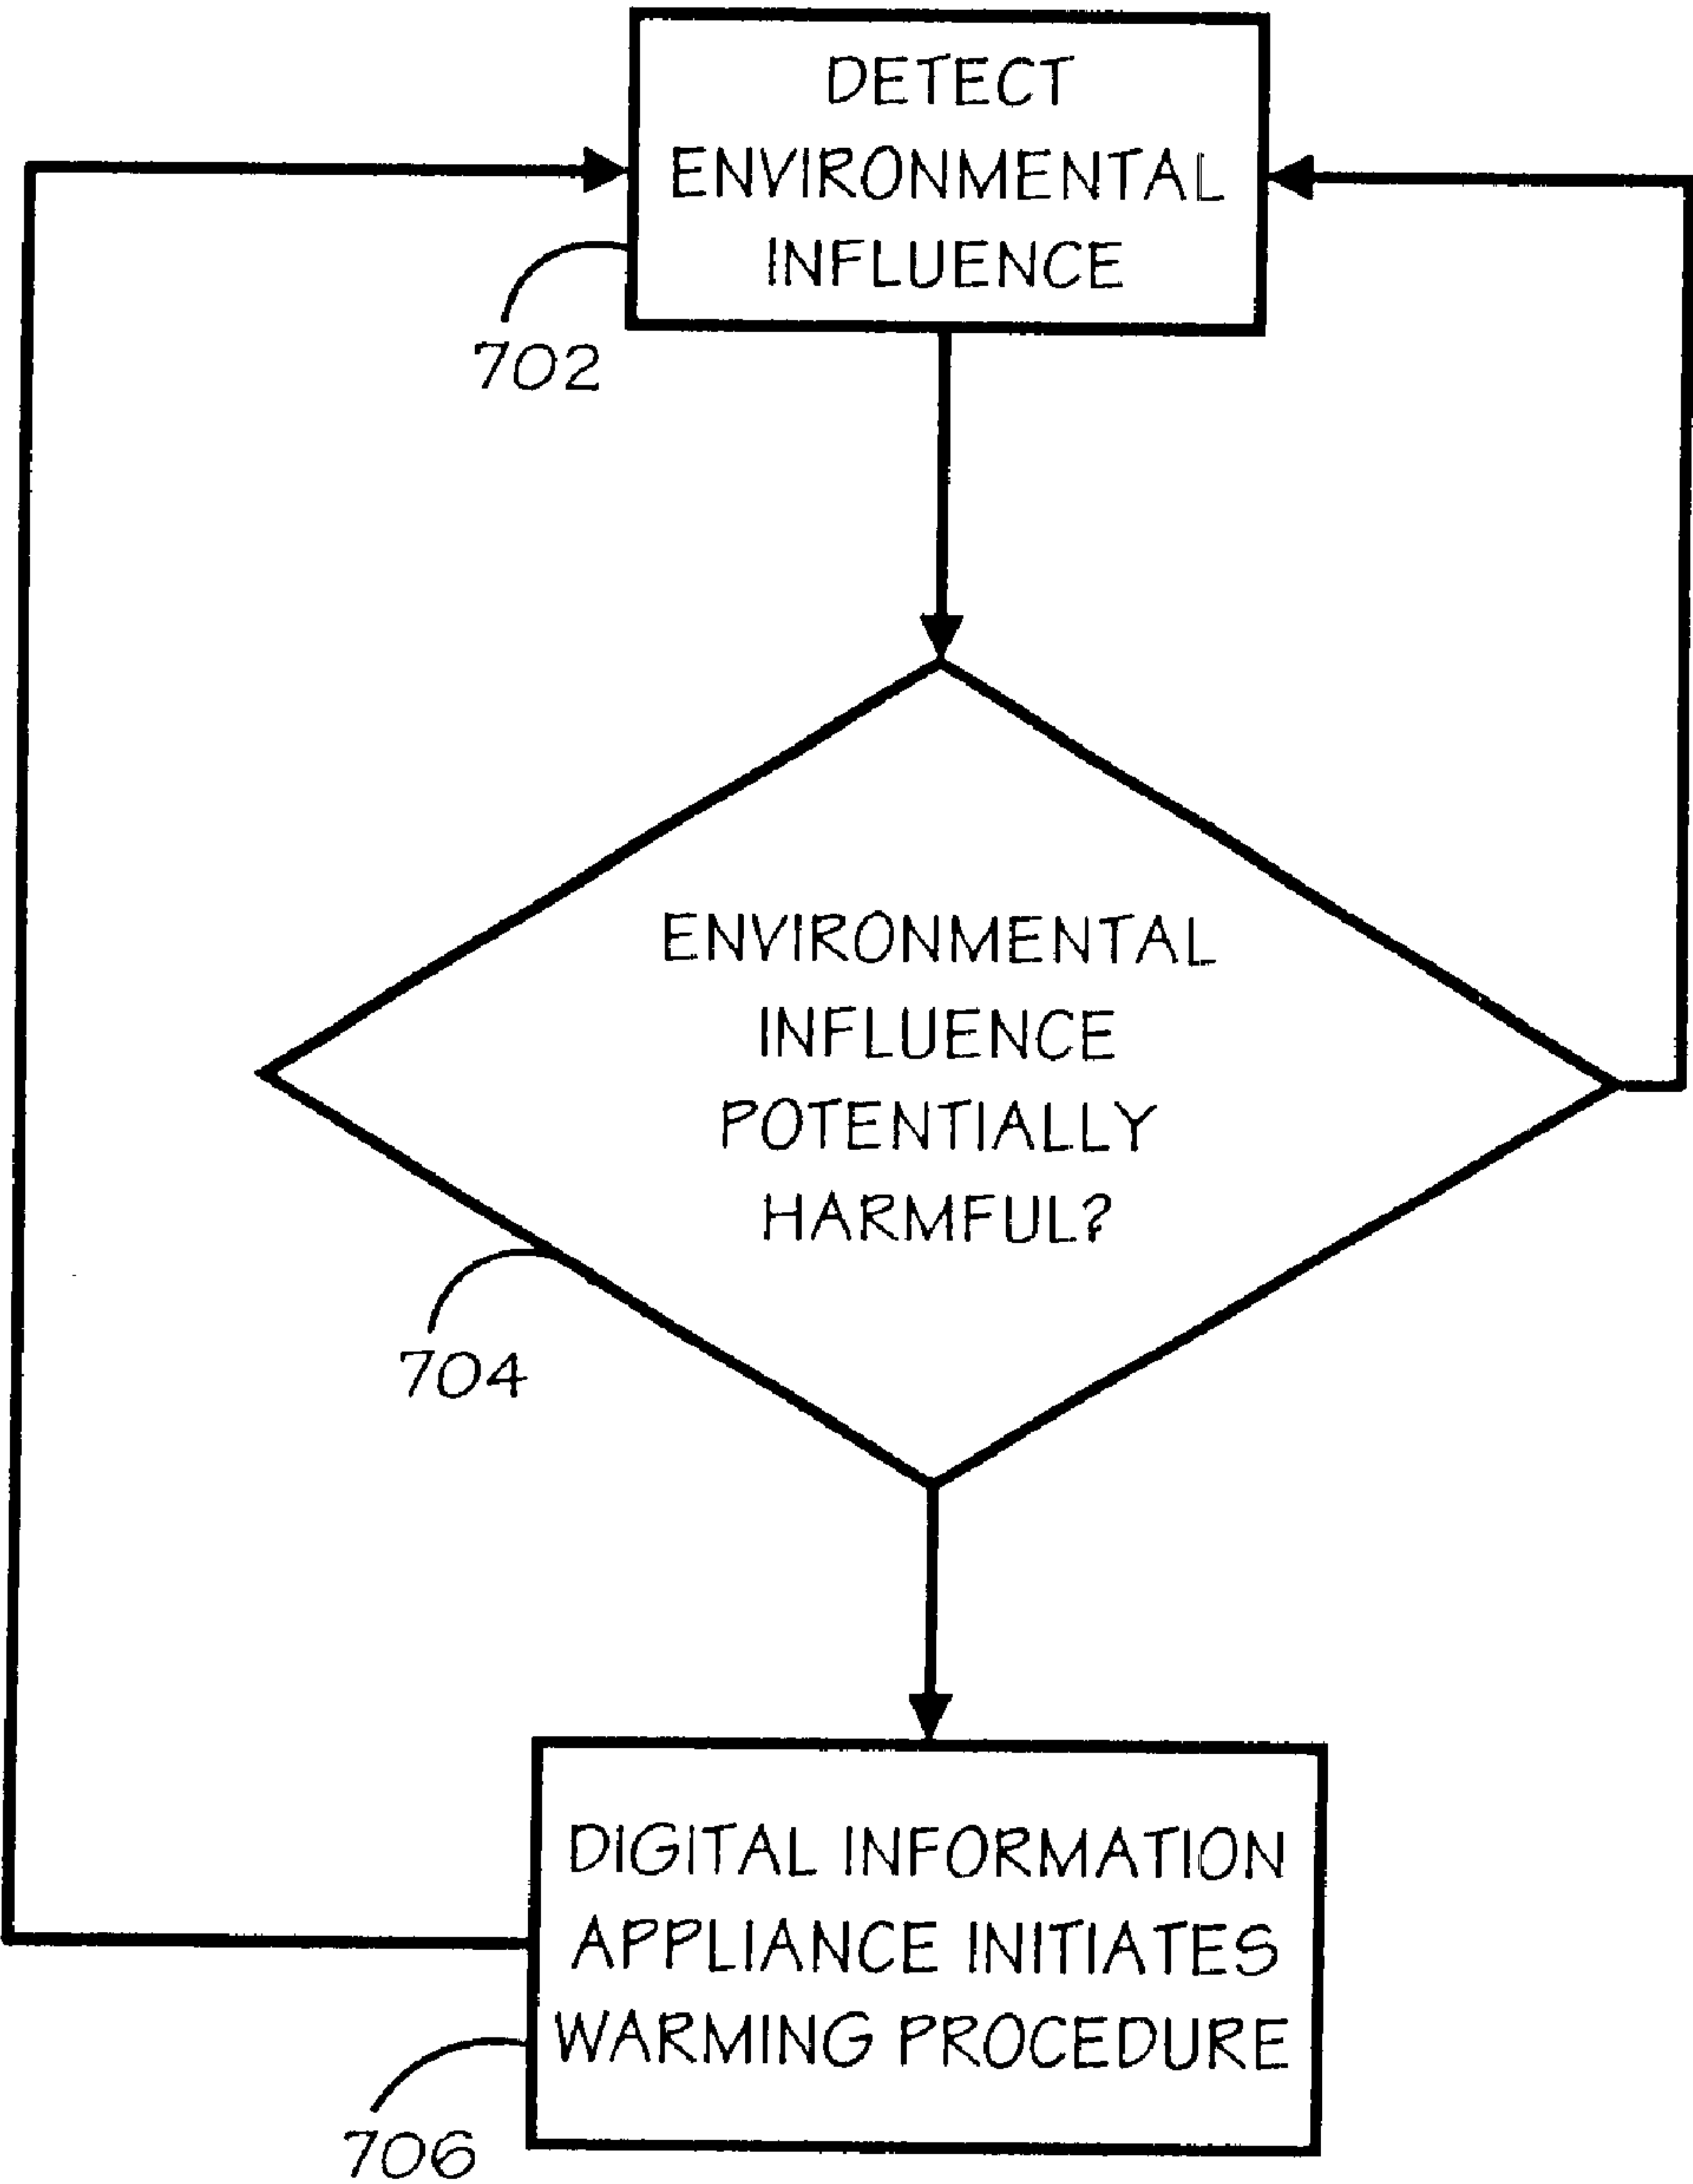 DETECT
ENVIRONMENTAL
INFLUENCE
702
ENVIRONMENTAL
INFLUENCE
POTENTIALLY
HARMFUL?
704
DIGITAL INFORMATION
APPLIANCE INITIATES
WARMING PROCEDURE
706